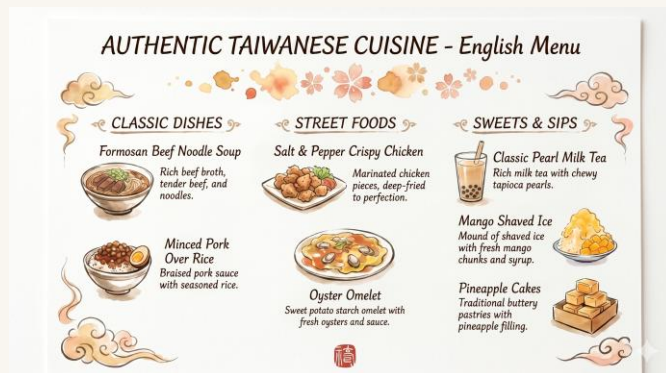 AUTHENTIC TAIWANESE CUISINE - English Menu
CLASSIC DISHES
Formosan Beef Noodle Soup
Rich beef broth,
tender beef, and
noodles.
Minced Pork
Over Rice
Braised pork sauce
with seasoned rice.
STREET FOODS
Salt & Pepper Crispy Chicken
Marinated chicken
pieces, deep-fried
to perfection.
Oyster Omelet
Sweet potato starch omelet with
fresh oysters and sauce.
SWEETS & SIPS
Classic Pearl Milk Tea
Rich milk tea with chewy
tapioca pearls.
Mango Shaved Ice
Mound of shaved ice
with fresh mango
chunks and syrup.
Pineapple Cakes
Traditional buttery
pastries with
pineapple filling.